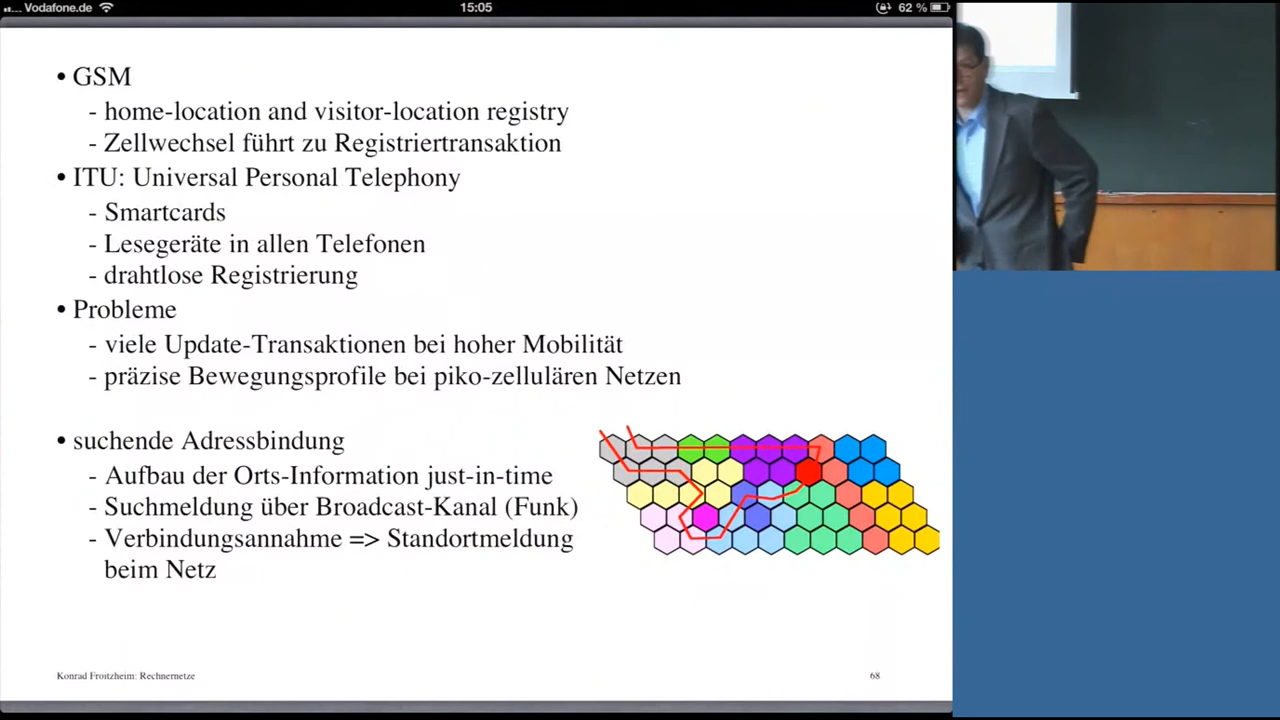 Vodafone.de
15:05
62 %
• GSM
- home-location and visitor-location registry
- Zellwechsel führt zu Registriertransaktion
• ITU: Universal Personal Telephony
- Smartcards
- Lesegeräte in allen Telefonen
- drahtlose Registrierung
• Probleme
- viele Update-Transaktionen bei hoher Mobilität
- präzise Bewegungsprofile bei piko-zellulären Netzen
• suchende Adressbindung
- Aufbau der Orts-Information just-in-time
- Suchmeldung über Broadcast-Kanal (Funk)
- Verbindungsannahme => Standortmeldung
beim Netz
Konrad Froitzheim: Rechnernetze
68